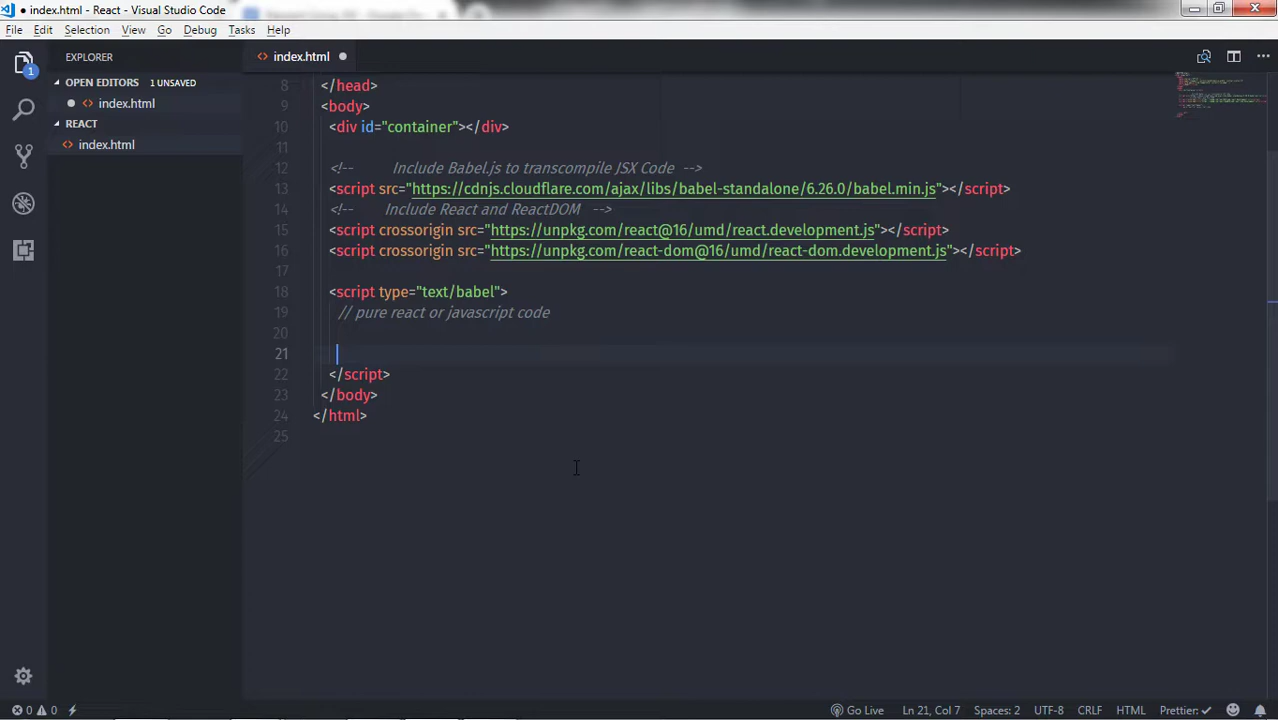 ● index.html - React - Visual Studio Code
File Edit Selection View Go Debug Tasks Help
EXPLORER
OPEN EDITORS 1 UNSAVED
index.html
REACT
index.html
1
<> index.html
8 </head>
9 <body>
10 <div id="container"></div>
11
12 <!-- Include Babel.js to transcompile JSX Code -->
13 <script src="https://cdnjs.cloudflare.com/ajax/libs/babel-standalone/6.26.0/babel.min.js"></script>
14 <!-- Include React and ReactDOM -->
15 <script crossorigin src="https://unpkg.com/react@16/umd/react.development.js"></script>
16 <script crossorigin src="https://unpkg.com/react-dom@16/umd/react-dom.development.js"></script>
17
18 <script type="text/babel">
19 // pure react or javascript code
20
21
22 </script>
23 </body>
24 </html>
25
0 0 Go Live Ln 21, Col 7 Spaces: 2 UTF-8 CRLF HTML Prettier: ✓